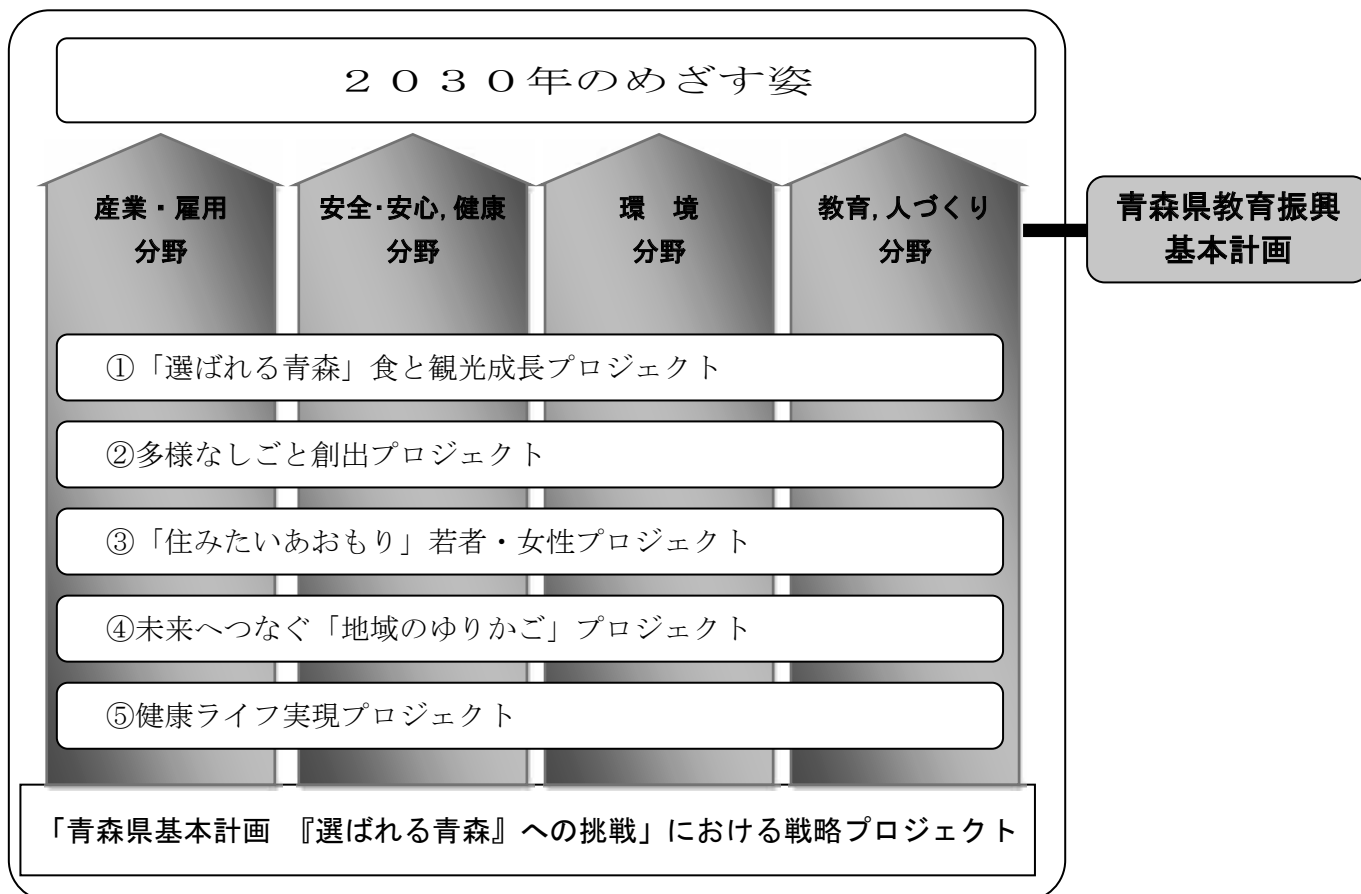 ２０３０年のめざす姿
産業・雇用
分野
安全・安心, 健康
分野
環　境
分野
教育, 人づくり
分野
青森県教育振興
基本計画
①「選ばれる青森」食と観光成長プロジェクト
②多様なしごと創出プロジェクト
③「住みたいあおもり」若者・女性プロジェクト
④未来へつなぐ「地域のゆりかご」プロジェクト
⑤健康ライフ実現プロジェクト
「青森県基本計画　『選ばれる青森』への挑戦」における戦略プロジェクト